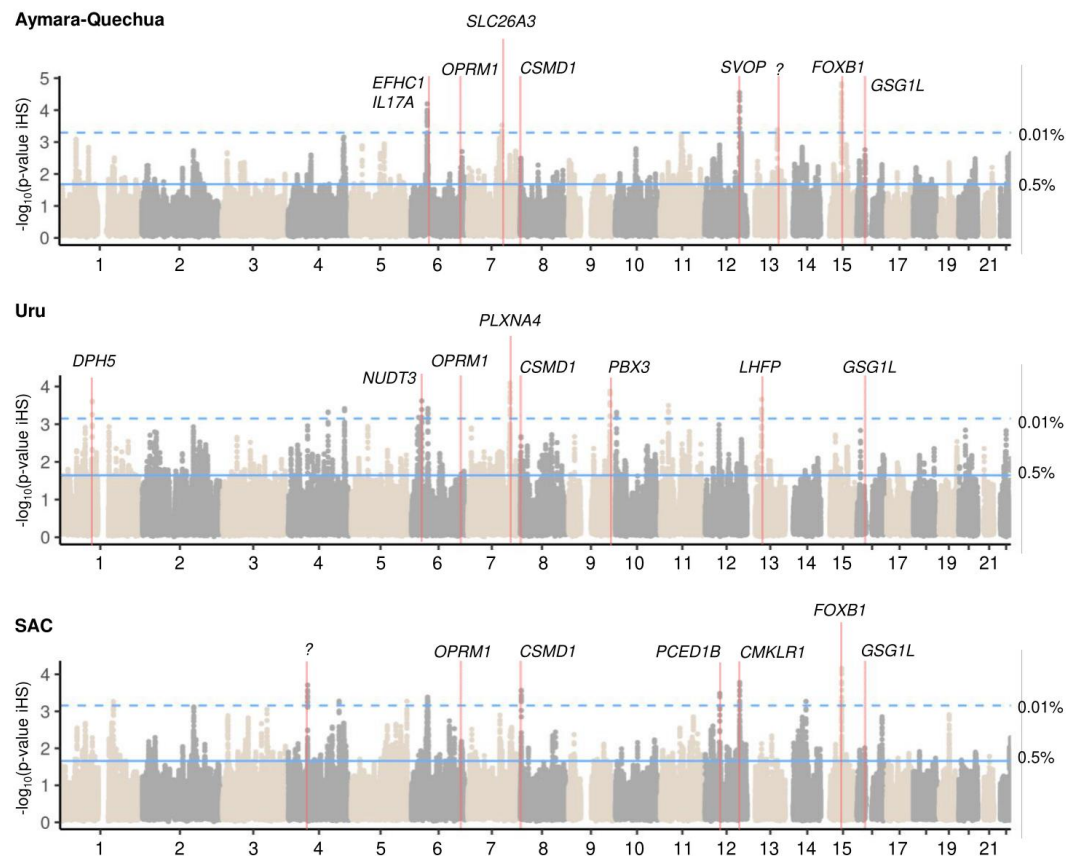 Aymara-Quechua
SLC26A3
EFHC1 OPRM1 CSMD1 SVOP ? FOXB1 GSG1L
IL17A
-log10(p-value iHS)
5
4
3
2
1
0
0.01%
0.5%
1 2 3 4 5 6 7 8 9 10 11 12 13 15 17 19 21
Uru
PLXNA4
DPH5 NUDT3 OPRM1 CSMD1 PBX3 LHFP GSG1L
-log10(p-value iHS)
4
3
2
1
0
0.01%
0.5%
1 2 3 4 5 6 7 8 9 10 11 12 13 15 17 19 21
SAC
FOXB1
? OPRM1 CSMD1 PCED1B CMKLR1 GSG1L
-log10(p-value iHS)
4
3
2
1
0
0.01%
0.5%
1 2 3 4 5 6 7 8 9 10 11 12 13 15 17 19 21